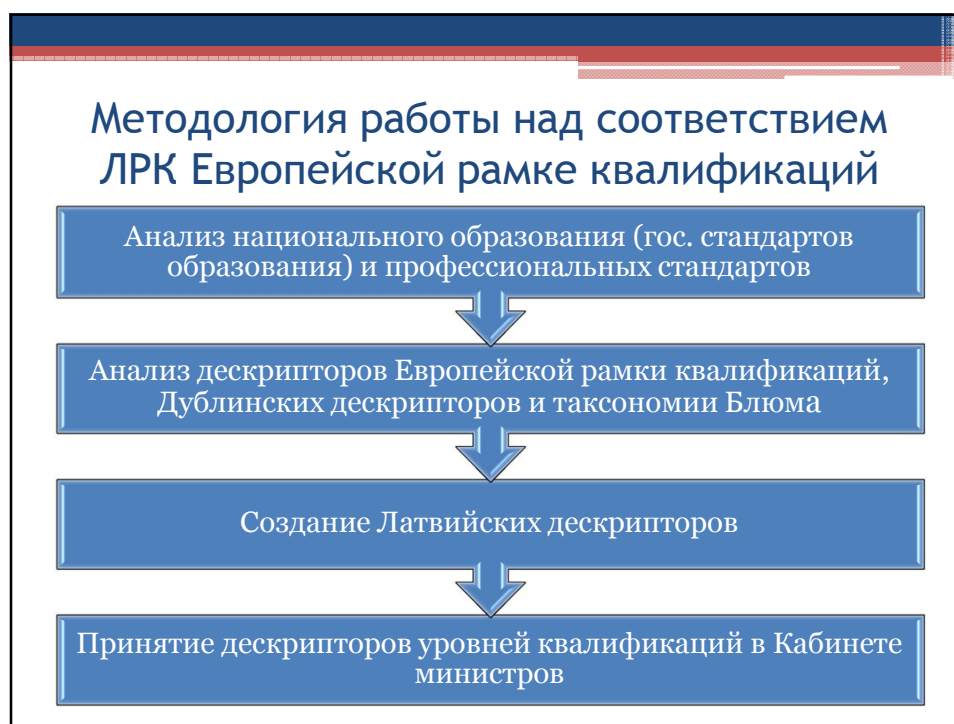 Методология работы над соответствием
ЛРК Европейской рамке квалификаций
Анализ национального образования (гос. стандартов
образования) и профессиональных стандартов
Анализ дескрипторов Европейской рамки квалификаций,
Дублинских дескрипторов и таксономии Блюма
Создание Латвийских дескрипторов
Принятие дескрипторов уровней квалификаций в Кабинете
министров